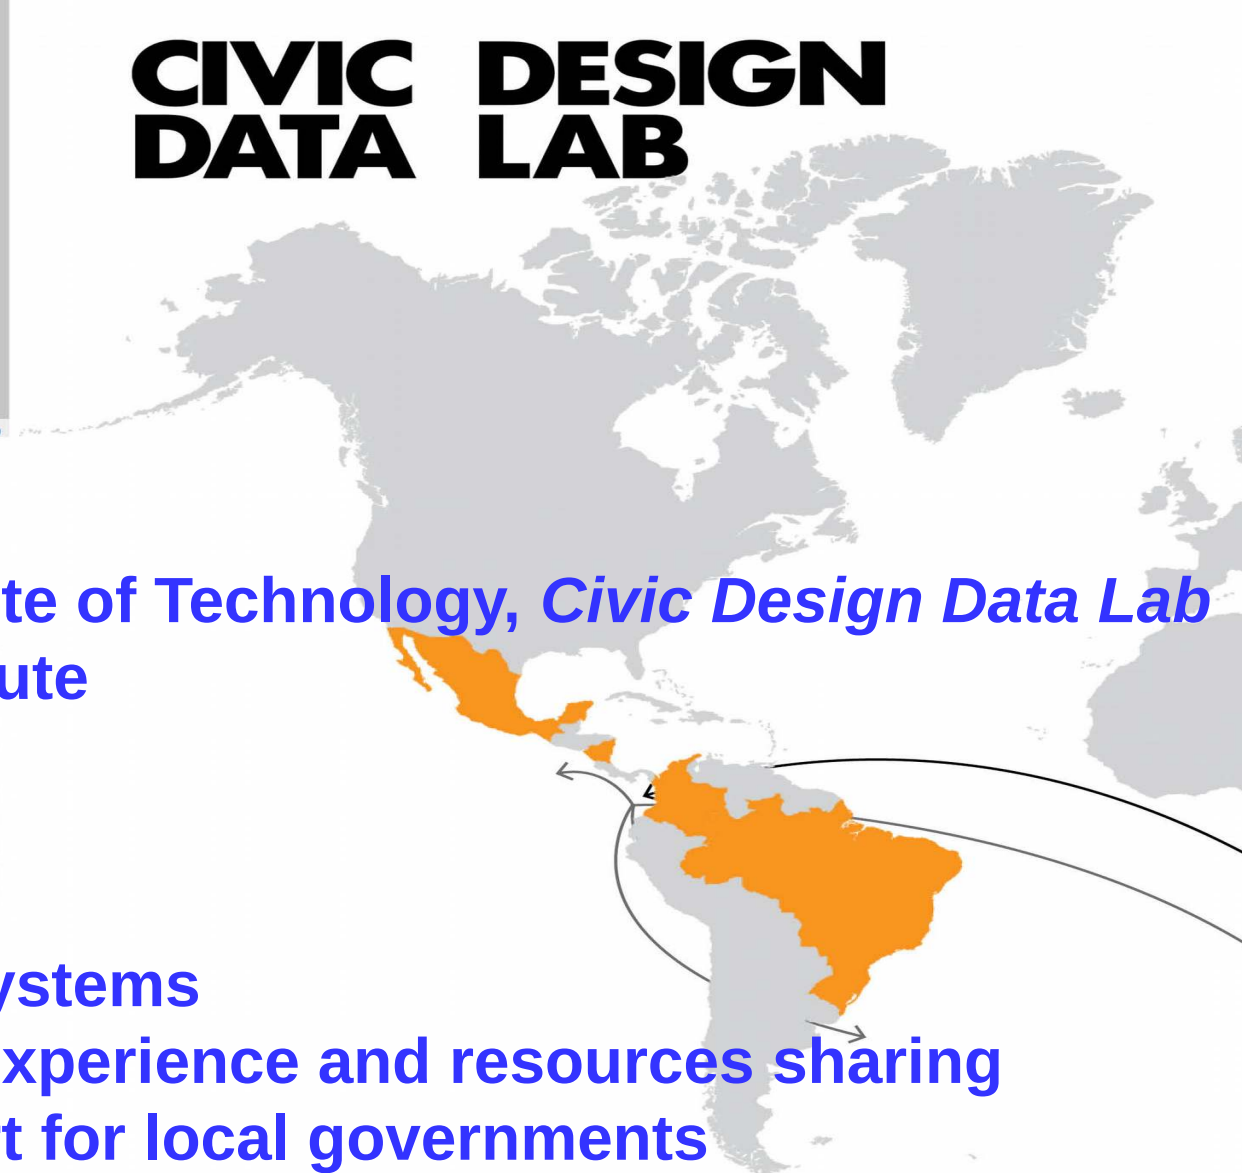 CIVIC DESIGN
DATA LAB
te of Technology, Civic Design Data Lab
ute
ystems
xperience and resources sharing
t for local governments